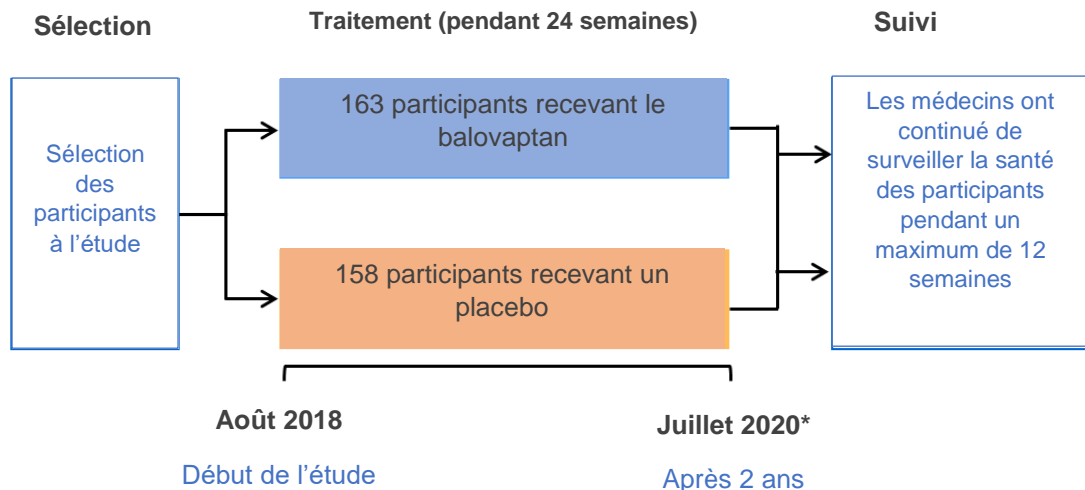 Sélection
Traitement (pendant 24 semaines)
Suivi
Sélection
des
participants
à l'étude
163 participants recevant le
balovaptan
158 participants recevant un
placebo
Les médecins ont
continué de
surveiller la santé
des participants
pendant un
maximum de 12
semaines
Août 2018
Juillet 2020*
Début de l'étude
Après 2 ans